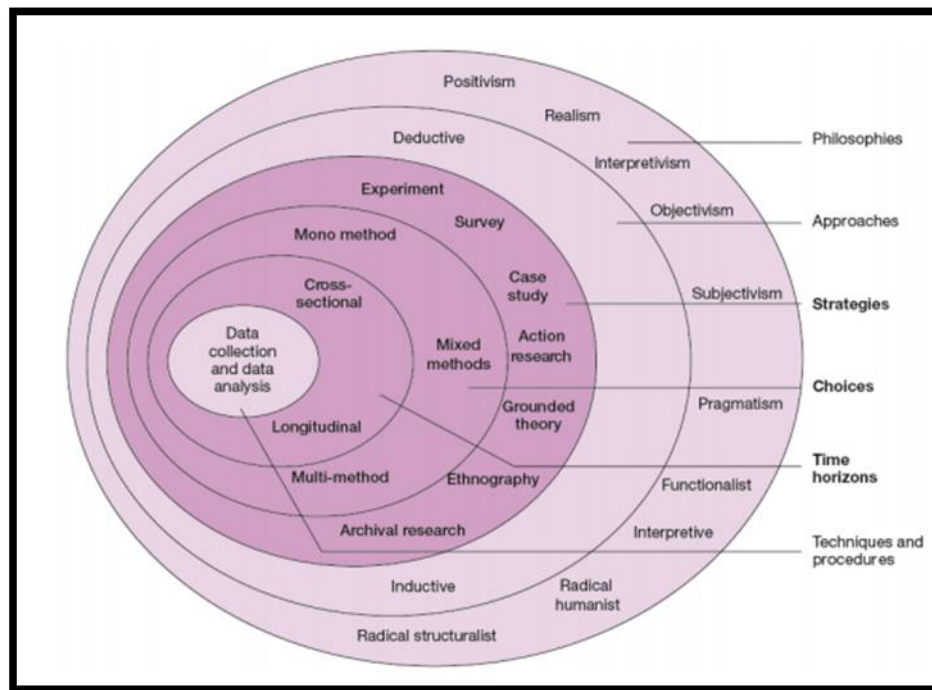 Positivism
Realism
Philosophies
Deductive
Interpretivism
Experiment
Objectivism
Approaches
Survey
Mono method
Cross-
sectional
Case
study
Subjectivism
Strategies
Data
collection
and data
analysis
Mixed
methods
Action
research
Choices
Pragmatism
Grounded
theory
Longitudinal
Time
horizons
Multi-method
Ethnography
Functionalist
Archival research
Interpretive
Techniques and
procedures
Inductive
Radical
humanist
Radical structuralist